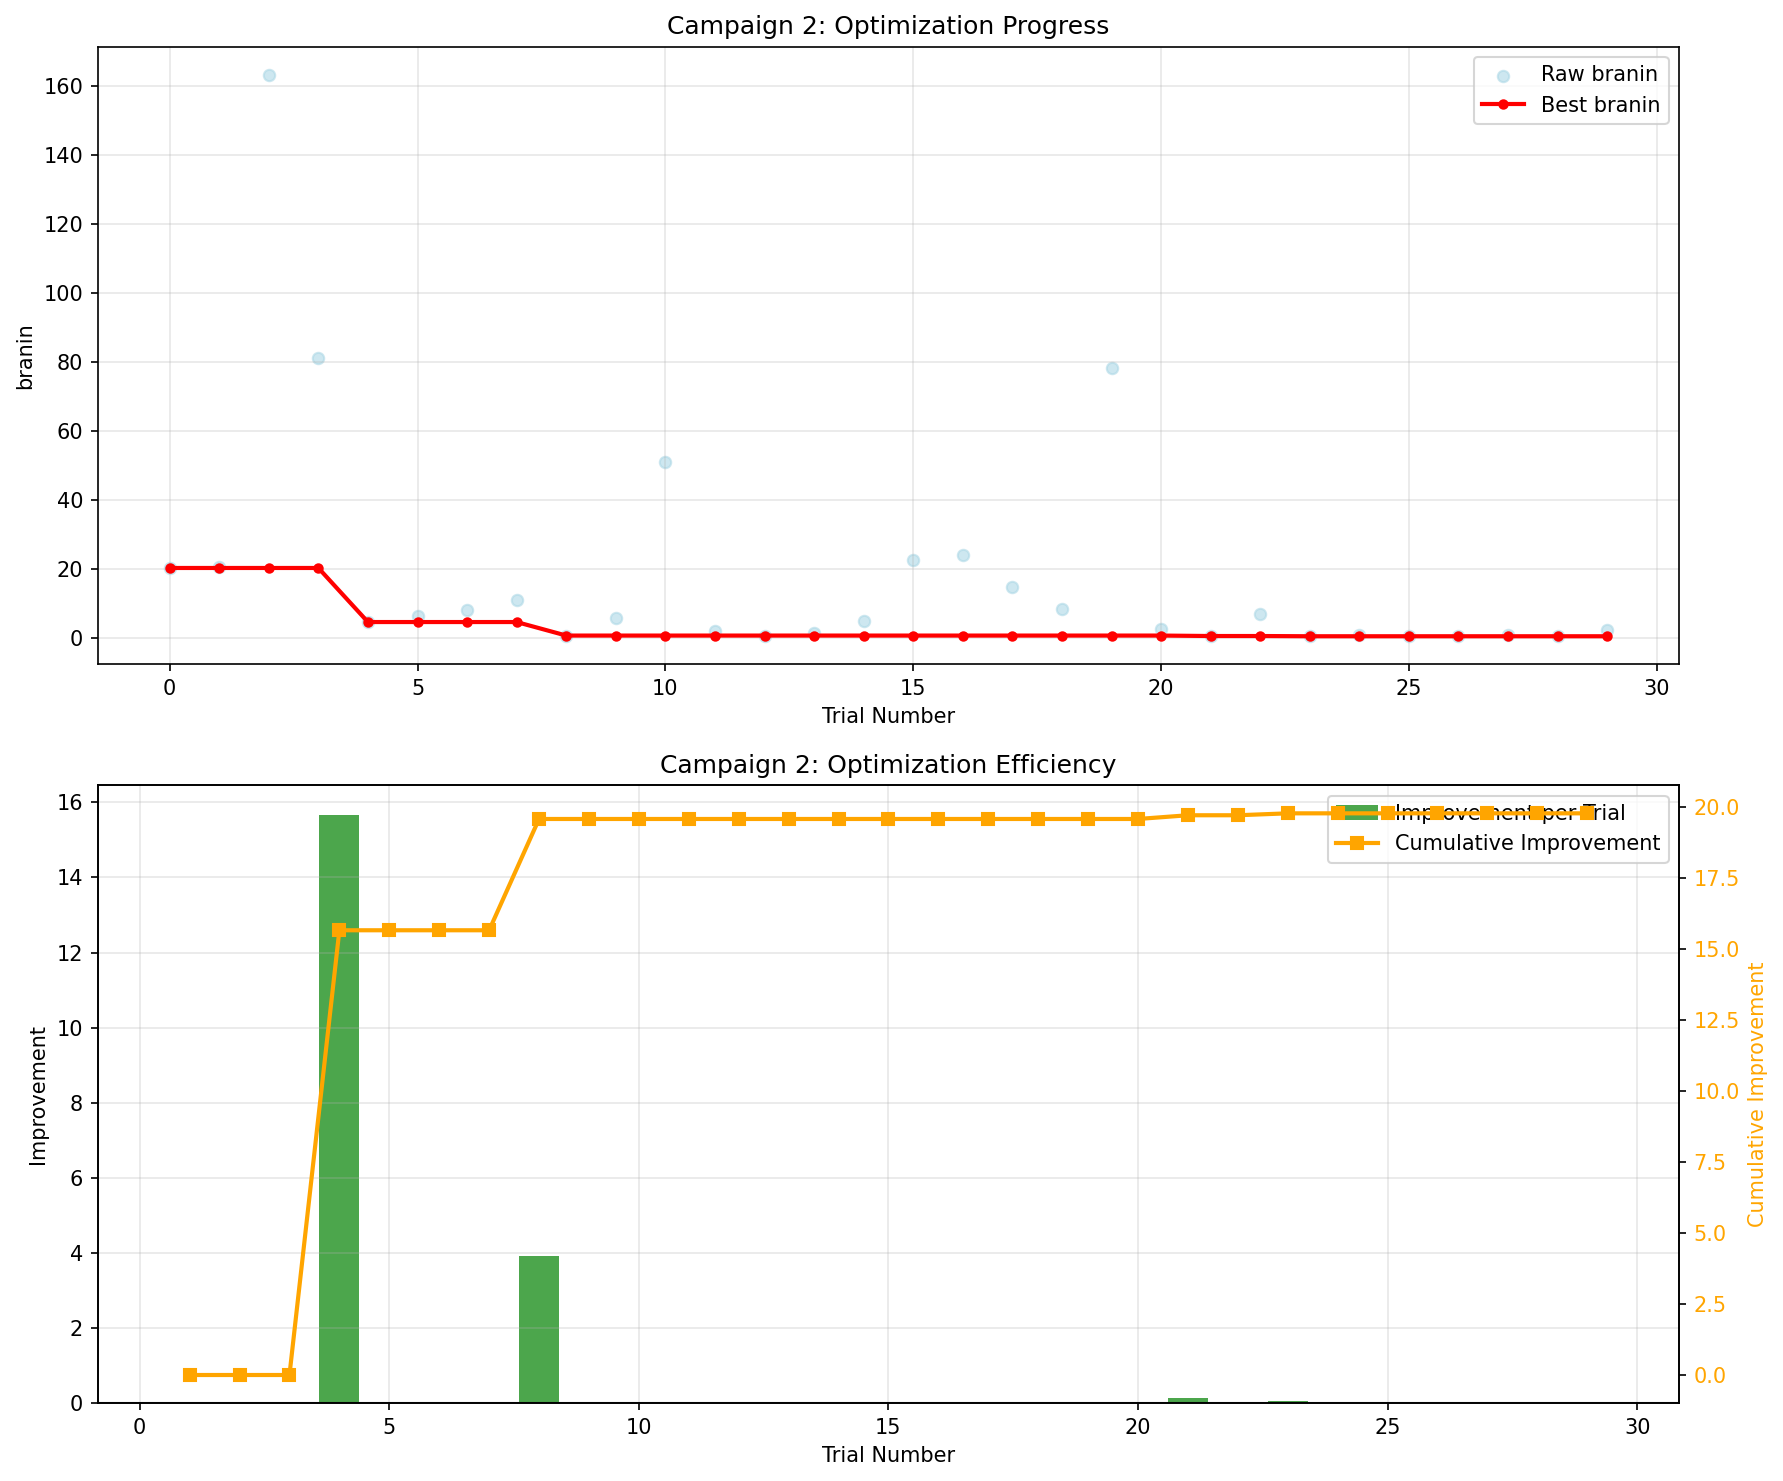 Campaign 2: Optimization Progress
Raw branin
Best branin
160
140
120
100
80
60
40
20
0
branin
0 5 10 15 20 25 30
Trial Number
Campaign 2: Optimization Efficiency
Improvement per Trial
Cumulative Improvement
16
14
12
10
8
6
4
2
0
Improvement
20.0
17.5
15.0
12.5
10.0
7.5
5.0
2.5
0.0
Cumulative Improvement
0 5 10 15 20 25 30
Trial Number